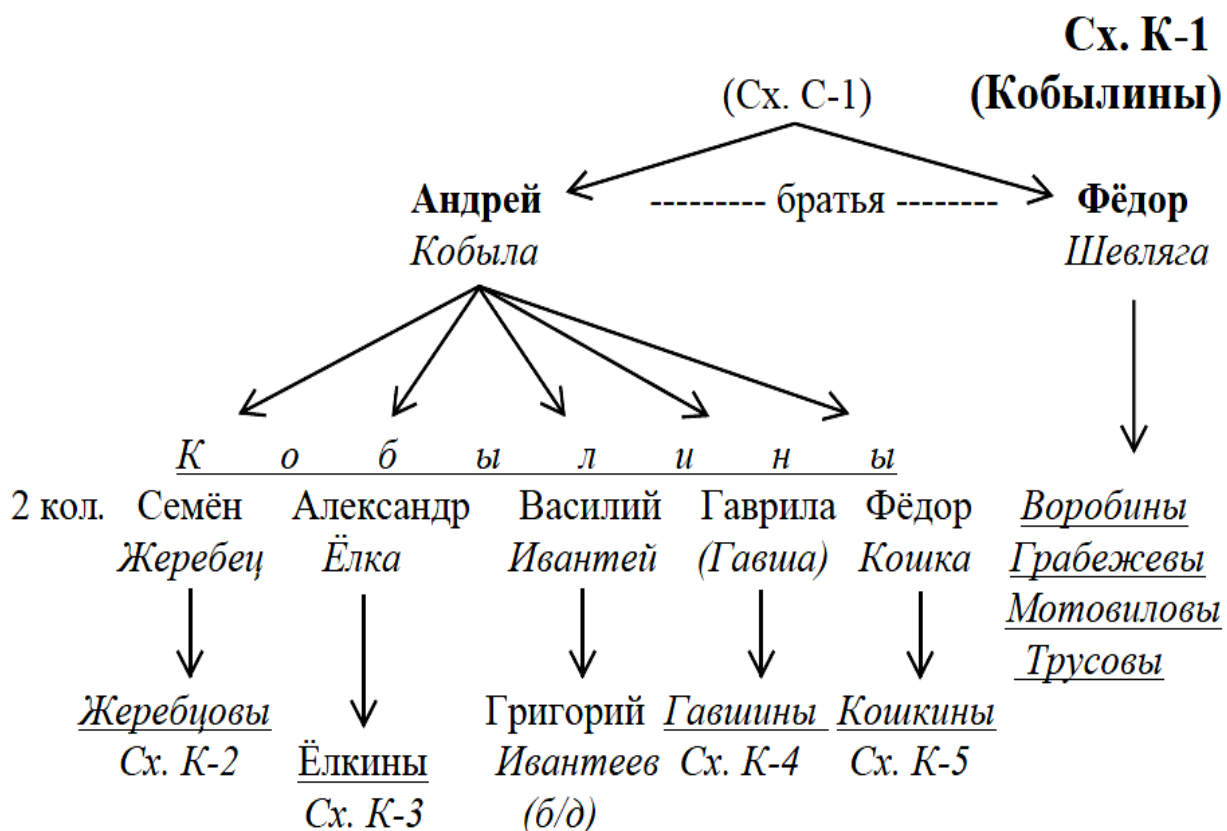 Сх. К-1
(Кобылины)
(Сх. С-1)
Андрей --------- братья -------- Фёдор
Кобыла Шевляга
К о б ы л и н ы
2 кол. Семён Александр Василий Гаврила Фёдор Воробины
Жеребец Ёлка Ивантей (Гавша) Кошка Грабежевы
Мотовиловы
Трусовы
Жеребцовы Григорий Гавшины Кошкины
Сх. К-2 Ёлкины Ивантеев Сх. К-4 Сх. К-5
Сх. К-3 (б/д)